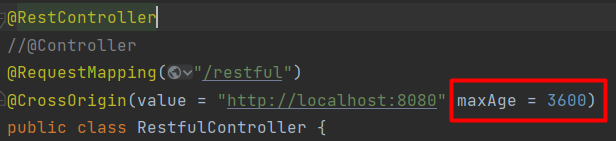 @RestController
//@Controller
@RequestMapping("/restful")
@CrossOrigin(value = "http://localhost:8080" maxAge = 3600)
public class RestfulController {